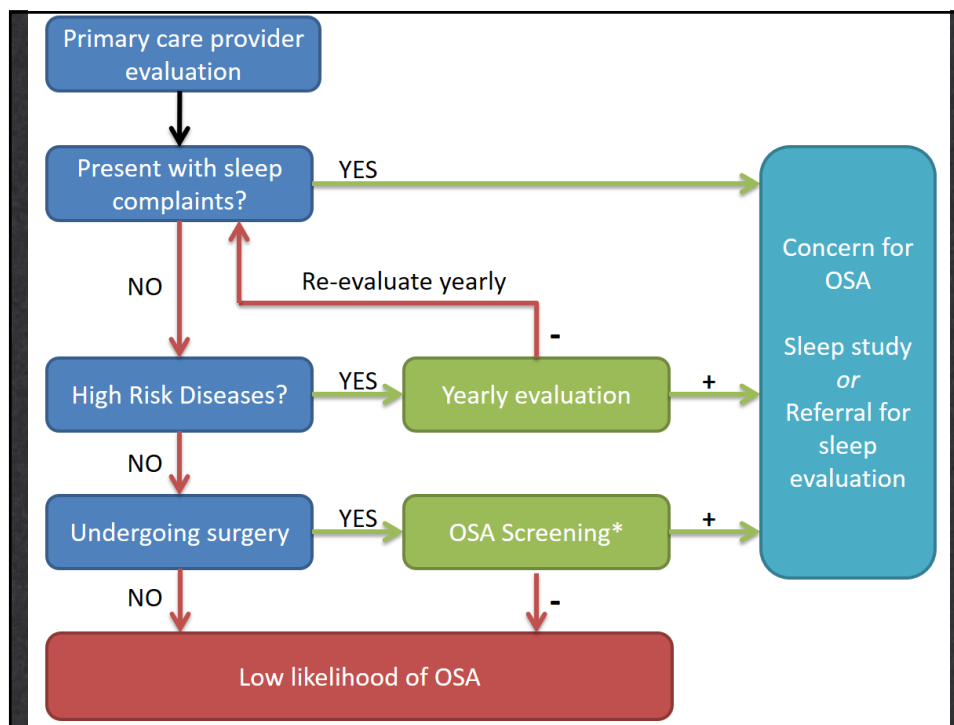 Primary care provider
evaluation
Present with sleep
complaints?
YES
NO
Re-evaluate yearly
-
High Risk Diseases?
YES
Yearly evaluation
+
NO
Undergoing surgery
YES
OSA Screening*
+
NO
-
Low likelihood of OSA
Concern for
OSA
Sleep study
or
Referral for
sleep
evaluation